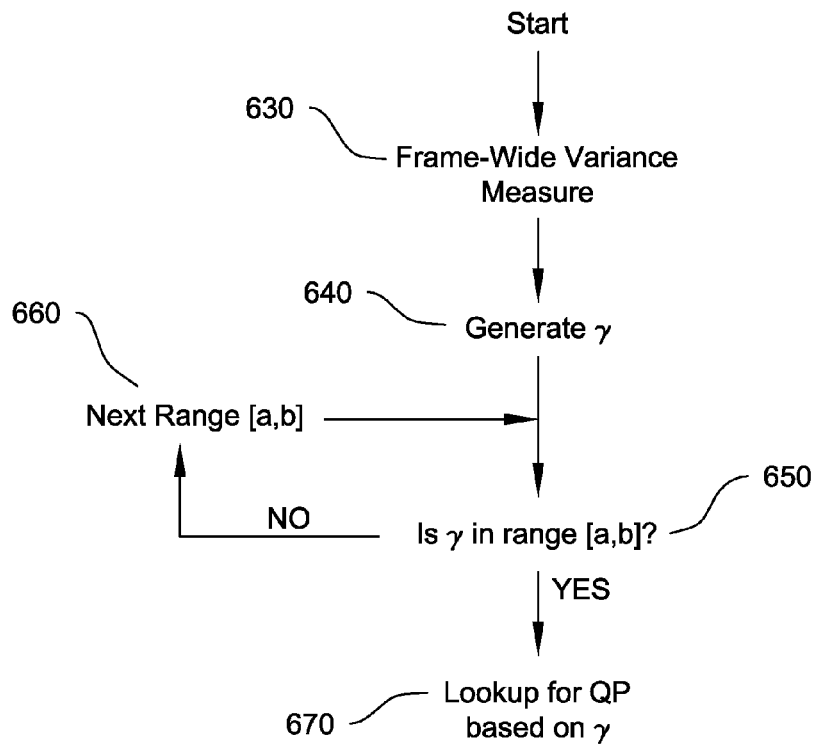 Start
630
Frame-Wide Variance
Measure
640
Generate γ
660
Next Range [a,b]
650
NO
Is γ in range [a,b]?
YES
Lookup for QP
670
based on γ